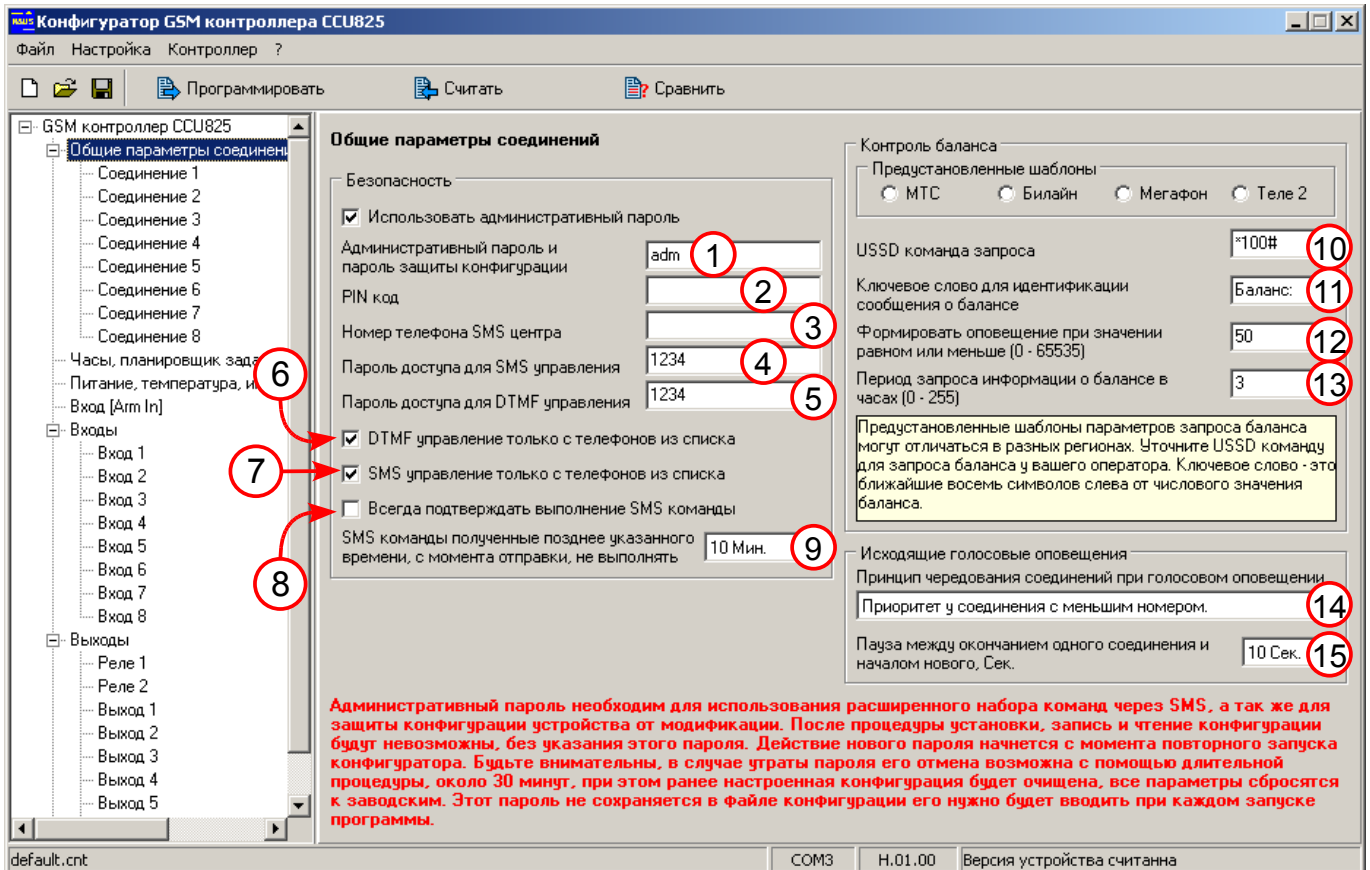 Конфигуратор GSM контроллера CCU825
Файл Настройка Контроллер ?
Программировать Считать Сравнить
GSM контроллер CCU825
Общие параметры соединени
Соединение 1
Соединение 2
Соединение 3
Соединение 4
Соединение 5
Соединение 6
Соединение 7
Соединение 8
Часы, планировщик зада
Питание, температура, и
Вход [Arm In]
Входы
Вход 1
Вход 2
Вход 3
Вход 4
Вход 5
Вход 6
Вход 7
Вход 8
Выходы
Реле 1
Реле 2
Выход 1
Выход 2
Выход 3
Выход 4
Выход 5
6
7
8
Общие параметры соединений
Безопасность
Использовать административный пароль
Административный пароль и
пароль защиты конфигурации
adm 1
PIN код 2
Номер телефона SMS центра 3
Пароль доступа для SMS управления 1234 4
Пароль доступа для DTMF управления 1234 5
DTMF управление только с телефонов из списка
SMS управление только с телефонов из списка
Всегда подтверждать выполнение SMS команды
SMS команды полученные позднее указанного
времени, с момента отправки, не выполнять
10 Мин. 9
Контроль баланса
Предустановленные шаблоны
МТС Билайн Мегафон Теле 2
USSD команда запроса *100# 10
Ключевое слово для идентификации
сообщения о балансе
Баланс: 11
Формировать оповещение при значении
равном или меньше (0 - 65535)
50 12
Период запроса информации о балансе в
часах (0 - 255)
3 13
Предустановленные шаблоны параметров запроса баланса
могут отличаться в разных регионах. Уточните USSD команду
для запроса баланса у вашего оператора. Ключевое слово - это
ближайшие восемь символов слева от числового значения
баланса.
Исходящие голосовые оповещения
Принцип чередования соединений при голосовом оповещении
Приоритет у соединения с меньшим номером. 14
Пауза между окончанием одного соединения и
началом нового, Сек.
10 Сек. 15
Административный пароль необходим для использования расширенного набора команд через SMS, а так же для
защиты конфигурации устройства от модификации. После процедуры установки, запись и чтение конфигурации
будут невозможны, без указания этого пароля. Действие нового пароля начнется с момента повторного запуска
конфигуратора. Будьте внимательны, в случае утраты пароля его отмена возможна с помощью длительной
процедуры, около 30 минут, при этом ранее настроенная конфигурация будет очищена, все параметры сбросятся
к заводским. Этот пароль не сохраняется в файле конфигурации его нужно будет вводить при каждом запуске
программы.
default.cnt COM3 H.01.00 Версия устройства считанна